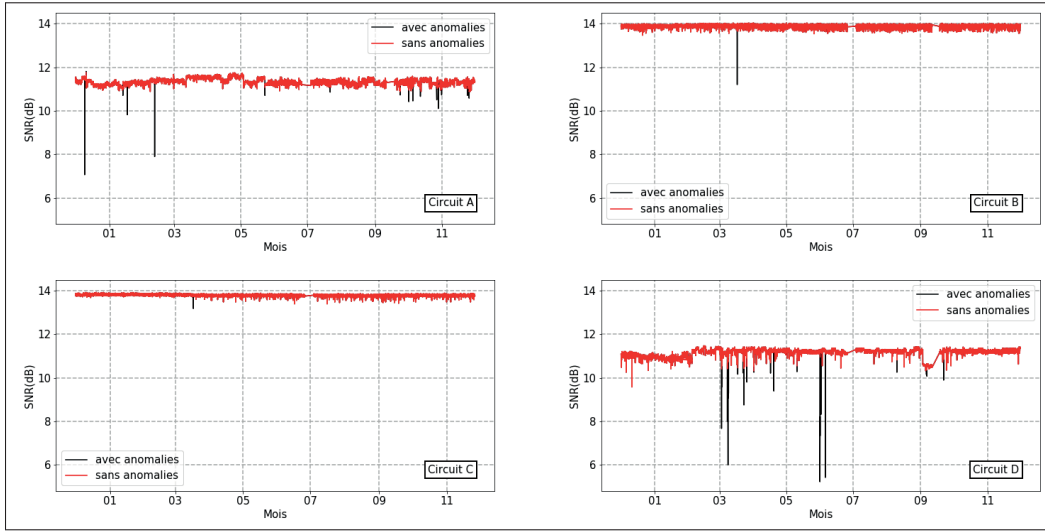 14
12
10
8
6
SNR(dB)
avec anomalies
sans anomalies
Circuit A
01 03 05 07 09 11
Mois
14
12
10
8
6
SNR(dB)
avec anomalies
sans anomalies
Circuit B
01 03 05 07 09 11
Mois
14
12
10
8
6
SNR(dB)
avec anomalies
sans anomalies
Circuit C
01 03 05 07 09 11
Mois
14
12
10
8
6
SNR(dB)
avec anomalies
sans anomalies
Circuit D
01 03 05 07 09 11
Mois